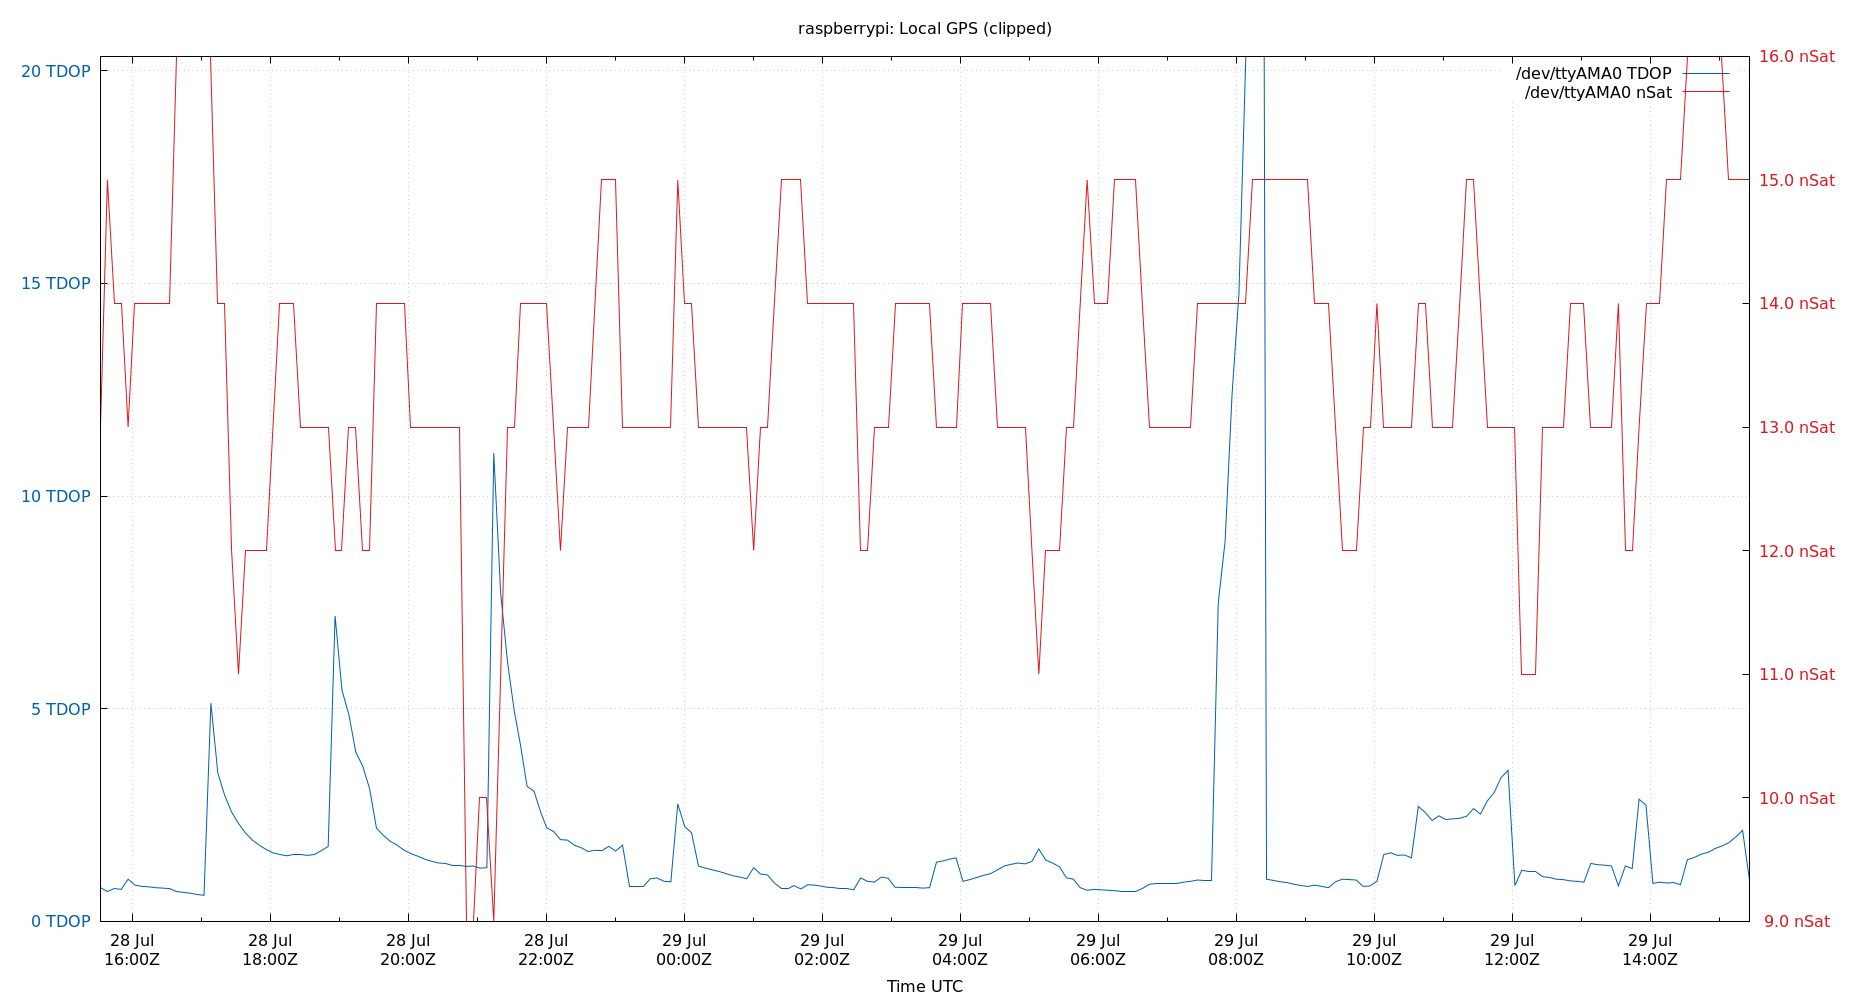 raspberrypi: Local GPS (clipped)
20 TDOP
15 TDOP
10 TDOP
5 TDOP
0 TDOP
16.0 nSat
15.0 nSat
14.0 nSat
13.0 nSat
12.0 nSat
11.0 nSat
10.0 nSat
9.0 nSat
/dev/ttyAMA0 TDOP
/dev/ttyAMA0 nSat
28 Jul 28 Jul 28 Jul 28 Jul 29 Jul 29 Jul 29 Jul 29 Jul 29 Jul 29 Jul 29 Jul 29 Jul
16:00Z 18:00Z 20:00Z 22:00Z 00:00Z 02:00Z 04:00Z 06:00Z 08:00Z 10:00Z 12:00Z 14:00Z
Time UTC